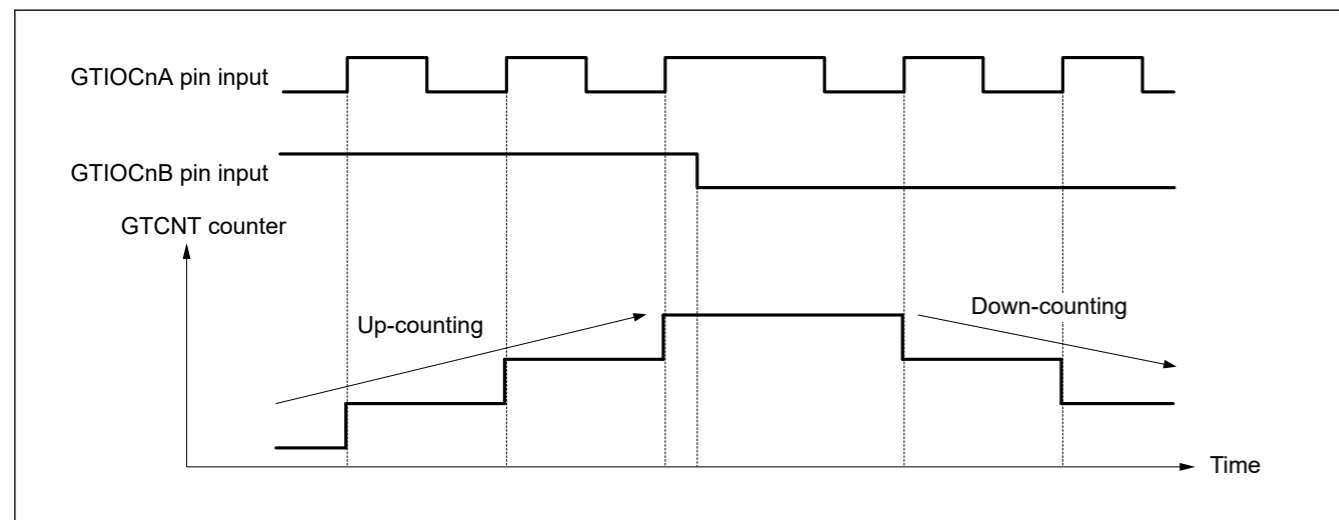 GTIOCnA pin input
GTIOCnB pin input
GTCNT counter
Up-counting
Down-counting
Time